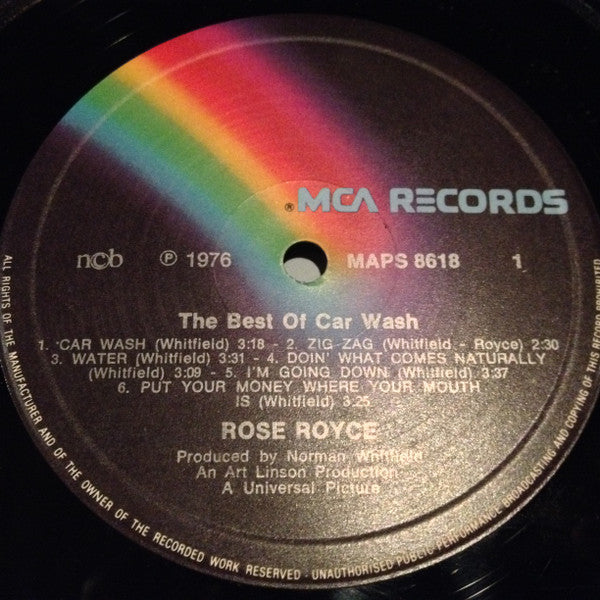 ® MCA RECORDS
ncb ℗ 1976 MAPS 8618 1
The Best Of Car Wash
1. CAR WASH (Whitfield) 3:18 - 2. ZIG ZAG (Whitfield - Royce) 2:30
3. WATER (Whitfield) 3:31 - 4. DOIN' WHAT COMES NATURALLY
(Whitfield) 3:09 - 5. I'M GOING DOWN (Whitfield) 3:37
6. PUT YOUR MONEY WHERE YOUR MOUTH
IS (Whitfield) 3:25
ROSE ROYCE
Produced by Norman Whitfield
An Art Linson Production
A Universal Picture
ALL RIGHTS OF THE MANUFACTURER AND OF THE OWNER OF THE RECORDED WORK RESERVED - UNAUTHORISED PUBLIC PERFORMANCE BROADCASTING AND COPYING OF THIS RECORD PROHIBITED